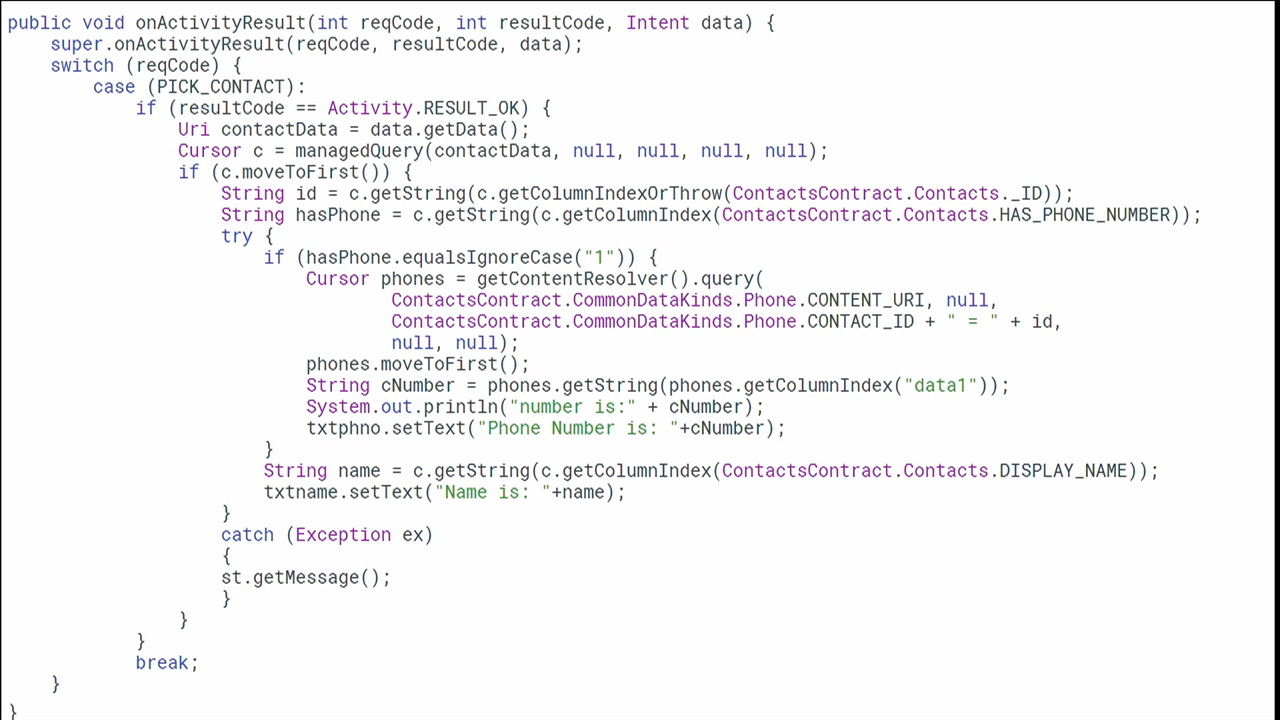 public void onActivityResult(int reqCode, int resultCode, Intent data) {
super.onActivityResult(reqCode, resultCode, data);
switch (reqCode) {
case (PICK_CONTACT):
if (resultCode == Activity.RESULT_OK) {
Uri contactData = data.getData();
Cursor c = managedQuery(contactData, null, null, null, null);
if (c.moveToFirst()) {
String id = c.getString(c.getColumnIndexOrThrow(ContactsContract.Contacts._ID));
String hasPhone = c.getString(c.getColumnIndex(ContactsContract.Contacts.HAS_PHONE_NUMBER));
try {
if (hasPhone.equalsIgnoreCase("1")) {
Cursor phones = getContentResolver().query(
ContactsContract.CommonDataKinds.Phone.CONTENT_URI, null,
ContactsContract.CommonDataKinds.Phone.CONTACT_ID + " = " + id,
null, null);
phones.moveToFirst();
String cNumber = phones.getString(phones.getColumnIndex("data1"));
System.out.println("number is:" + cNumber);
txtphno.setText("Phone Number is: "+cNumber);
}
String name = c.getString(c.getColumnIndex(ContactsContract.Contacts.DISPLAY_NAME));
txtname.setText("Name is: "+name);
}
catch (Exception ex)
{
st.getMessage();
}
}
}
break;
}
}